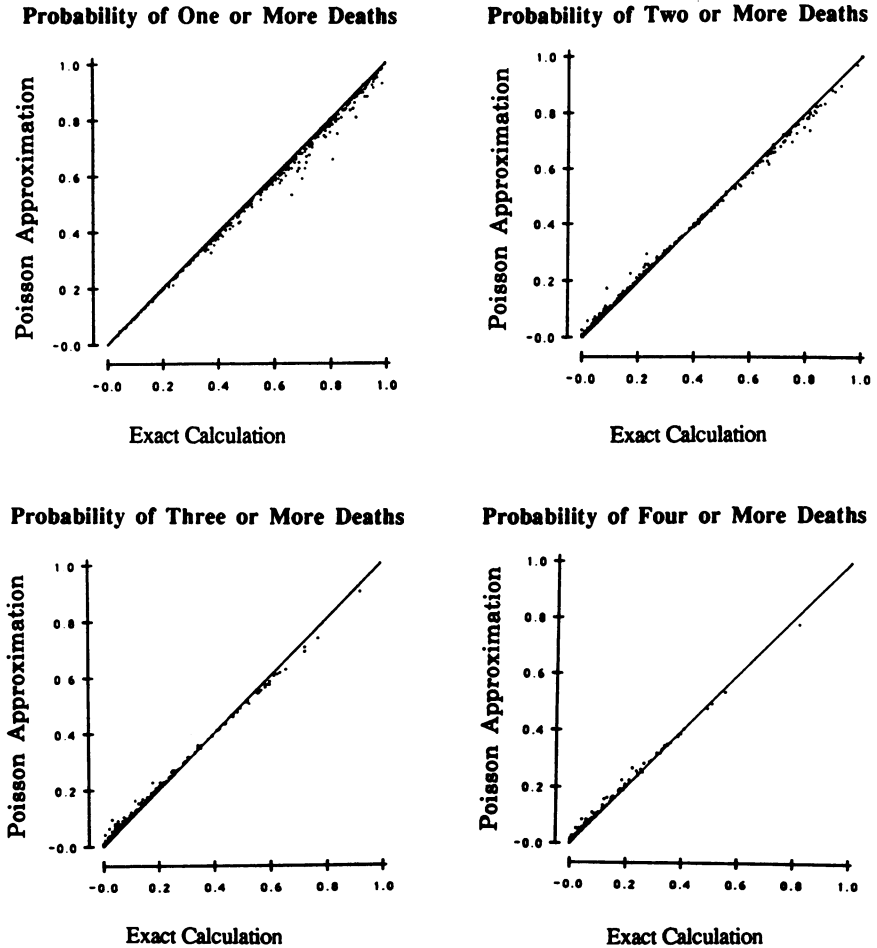 Probability of One or More Deaths
Poisson Approximation
1.0
0.8
0.6
0 4
0 2
-0.0
-0.0 0.2 0.4 0.6 0.8 1.0
Exact Calculation
Probability of Two or More Deaths
Poisson Approximation
1.0
0.8
0.6
0.4
0.2
-0.0
-0.0 0.2 0.4 0.6 0.8 1.0
Exact Calculation
Probability of Three or More Deaths
Poisson Approximation
1 0
0.8
0.6
0.4
0.2
-0.0
-0.0 0.2 0.4 0.6 0.8 1.0
Exact Calculation
Probability of Four or More Deaths
Poisson Approximation
1.0
0.8
0.6
0.4
0.2
-0.0
-0.0 0.2 0.4 0.6 0.8 1.0
Exact Calculation